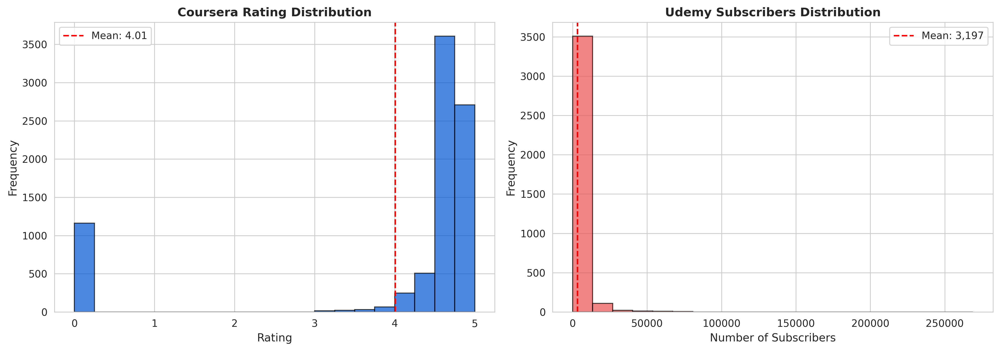 Coursera Rating Distribution
Mean: 4.01
3500
3000
2500
2000
1500
1000
500
0
Frequency
0 1 2 3 4 5
Rating
Udemy Subscribers Distribution
Mean: 3,197
3500
3000
2500
2000
1500
1000
500
0
Frequency
0 50000 100000 150000 200000 250000
Number of Subscribers